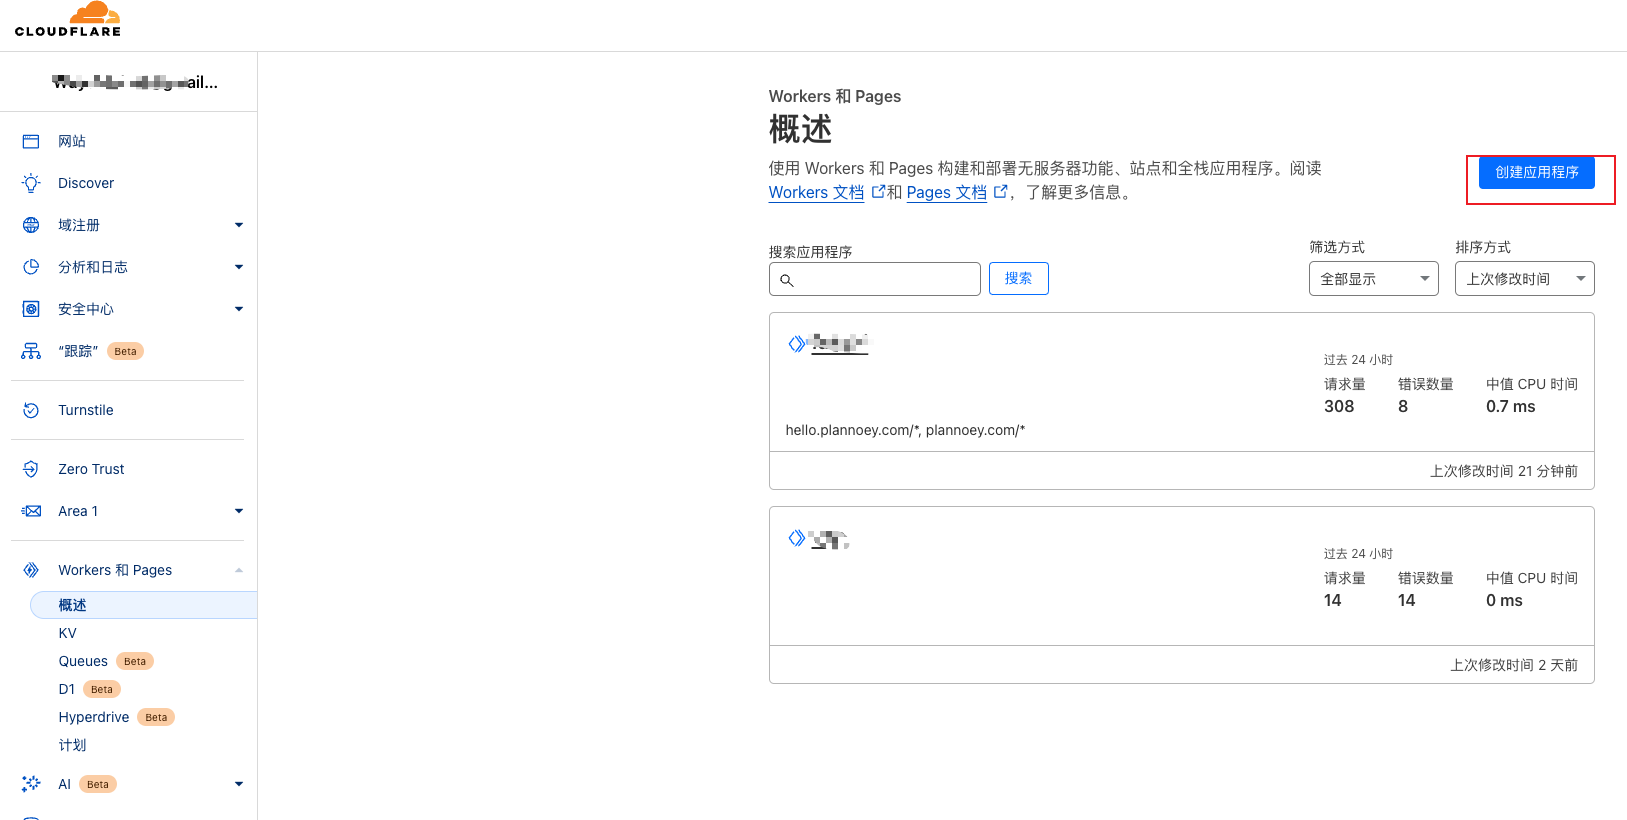 CLOUDFLARE
ail...
网站
Discover
域注册
分析和日志
安全中心
“跟踪” Beta
Turnstile
Zero Trust
Area 1
Workers 和 Pages
概述
KV
Queues Beta
D1 Beta
Hyperdrive Beta
计划
AI Beta
Workers 和 Pages
概述
使用 Workers 和 Pages 构建和部署无服务器功能、站点和全栈应用程序。阅读
Workers 文档 和 Pages 文档 ，了解更多信息。
创建应用程序
搜索应用程序
搜索
筛选方式
全部显示
排序方式
上次修改时间
过去 24 小时
请求量 错误数量 中值 CPU 时间
308 8 0.7 ms
hello.plannoey.com/*, plannoey.com/*
上次修改时间 21 分钟前
过去 24 小时
请求量 错误数量 中值 CPU 时间
14 14 0 ms
上次修改时间 2 天前